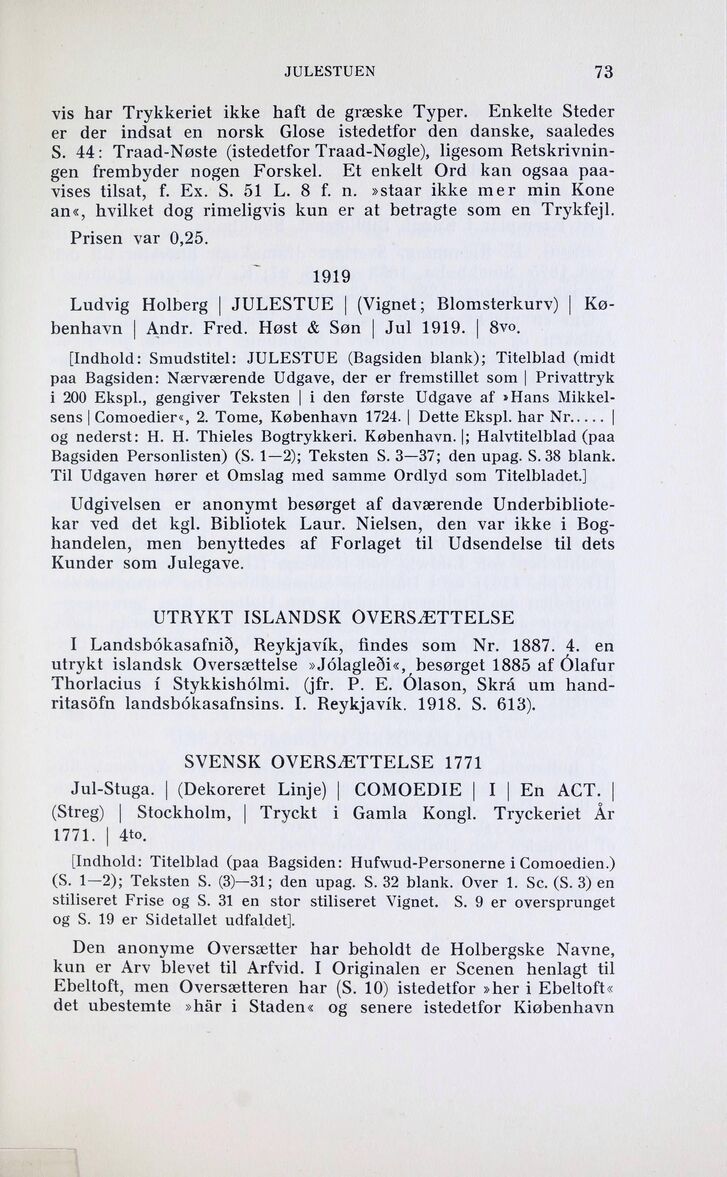 JULESTUEN 73
vis har Trykkeriet ikke haft de græske Typer. Enkelte Steder
er der indsat en norsk Glose istedetfor den danske, saaledes
S. 44: Traad-Nøste (istedetfor Traad-Nøgle), ligesom Retskrivnin-
gen frembyder nogen Forskel. Et enkelt Ord kan ogsaa paa-
vises tilsat, f. Ex. S. 51 L. 8 f. n. »staar ikke mer min Kone
an«, hvilket dog rimeligvis kun er at betragte som en Trykfejl.
Prisen var 0,25.
1919
Ludvig Holberg | JULESTUE | (Vignet; Blomsterkurv) | Kø-
benhavn | Andr. Fred. Høst & Søn | Jul 1919. | 8vo.
[Indhold: Smudstitel: JULESTUE (Bagsiden blank); Titelblad (midt
paa Bagsiden: Nærværende Udgave, der er fremstillet som | Privattryk
i 200 Ekspl., gengiver Teksten | i den første Udgave af »Hans Mikkel-
sens | Comoedier«, 2. Tome, København 1724. | Dette Ekspl. har Nr..... |
og nederst: H. H. Thieles Bogtrykkeri. København. |; Halvtitelblad (paa
Bagsiden Personlisten) (S. 1—2); Teksten S. 3—37; den upag. S. 38 blank.
Til Udgaven hører et Omslag med samme Ordlyd som Titelbladet.]
Udgivelsen er anonymt besørget af daværende Underbibliote-
kar ved det kgl. Bibliotek Laur. Nielsen, den var ikke i Bog-
handelen, men benyttedes af Forlaget til Udsendelse til dets
Kunder som Julegave.
UTRYKT ISLANDSK OVERSÆTTELSE
I Landsbókasafnið, Reykjavík, findes som Nr. 1887. 4. en
utrykt islandsk Oversættelse »Jólagleði«, besørget 1885 af Ólafur
Thorlacius í Stykkishólmi. (jfr. P. E. Ólason, Skrá um hand-
ritasöfn landsbókasafnsins. I. Reykjavík. 1918. S. 613).
SVENSK OVERSÆTTELSE 1771
Jul-Stuga. | (Dekoreret Linje) | COMOEDIE | I | En ACT. |
(Streg) | Stockholm, | Tryckt i Gamla Kongl. Tryckeriet År
1771. | 4to.
[Indhold: Titelblad (paa Bagsiden: Hufwud-Personerne i Comoedien.)
(S. 1—2); Teksten S. (3)—31; den upag. S. 32 blank. Over 1. Sc. (S. 3) en
stiliseret Frise og S. 31 en stor stiliseret Vignet. S. 9 er oversprunget
og S. 19 er Sidetallet udfaldet].
Den anonyme Oversætter har beholdt de Holbergske Navne,
kun er Arv blevet til Arfvid. I Originalen er Scenen henlagt til
Ebeltoft, men Oversætteren har (S. 10) istedetfor »her i Ebeltoft«
det ubestemte »här i Staden« og senere istedetfor Kiøbenhavn